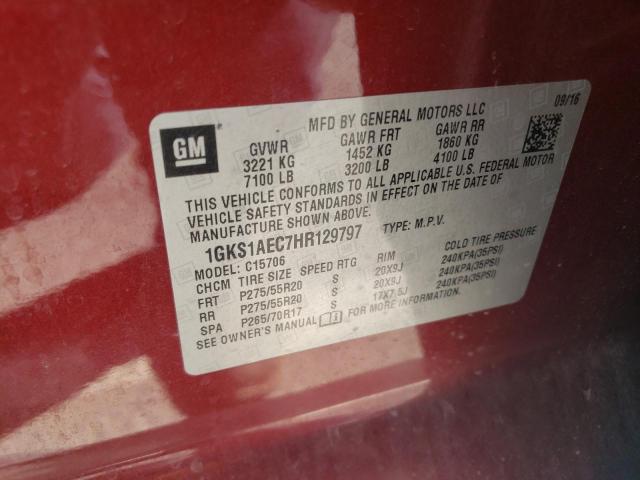 GM
MFD BY GENERAL MOTORS LLC 09/16
GVWR GAWR FRT GAWR RR
3221 KG 1452 KG 1860 KG
7100 LB 3200 LB 4100 LB
THIS VEHICLE CONFORMS TO ALL APPLICABLE U.S. FEDERAL MOTOR
VEHICLE SAFETY STANDARDS IN EFFECT ON THE DATE OF
MANUFACTURE SHOWN ABOVE.
1GKS1AEC7HR129797 TYPE: M.P.V.
MODEL: C15706
CHCM TIRE SIZE SPEED RTG RIM COLD TIRE PRESSURE
FRT P275/55R20 S 20X9J 240KPA(35PSI)
RR P275/55R20 S 20X9J 240KPA(35PSI)
SPA P265/70R17 S 17X7.5J 240KPA(35PSI)
SEE OWNER'S MANUAL FOR MORE INFORMATION.